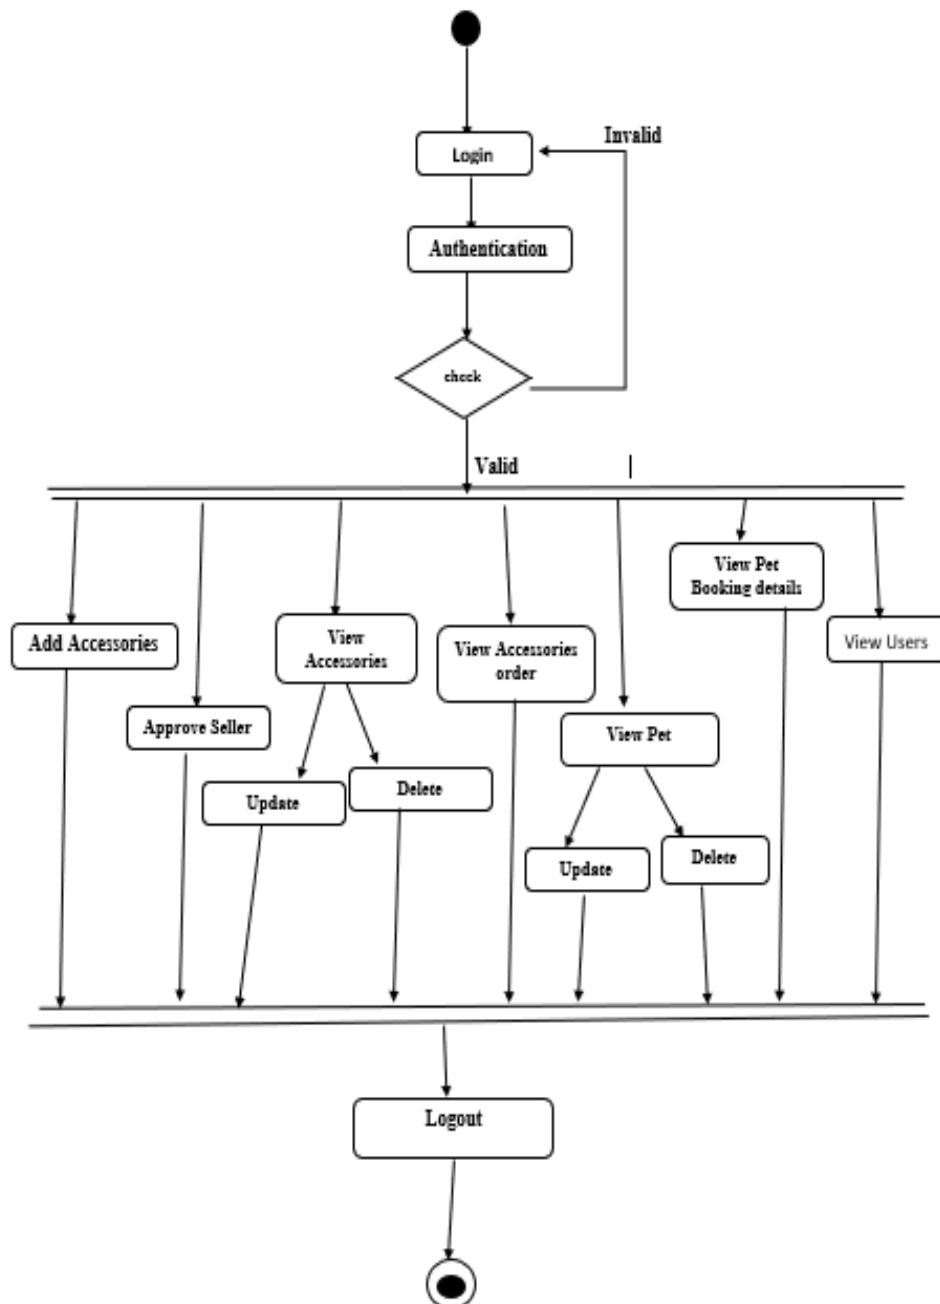 Invalid
Login
Authentication
check
Valid
View Pet
Booking details
Add Accessories
View
Accessories
View Accessories
order
View Users
Approve Seller
View Pet
Update
Delete
Update
Delete
Logout